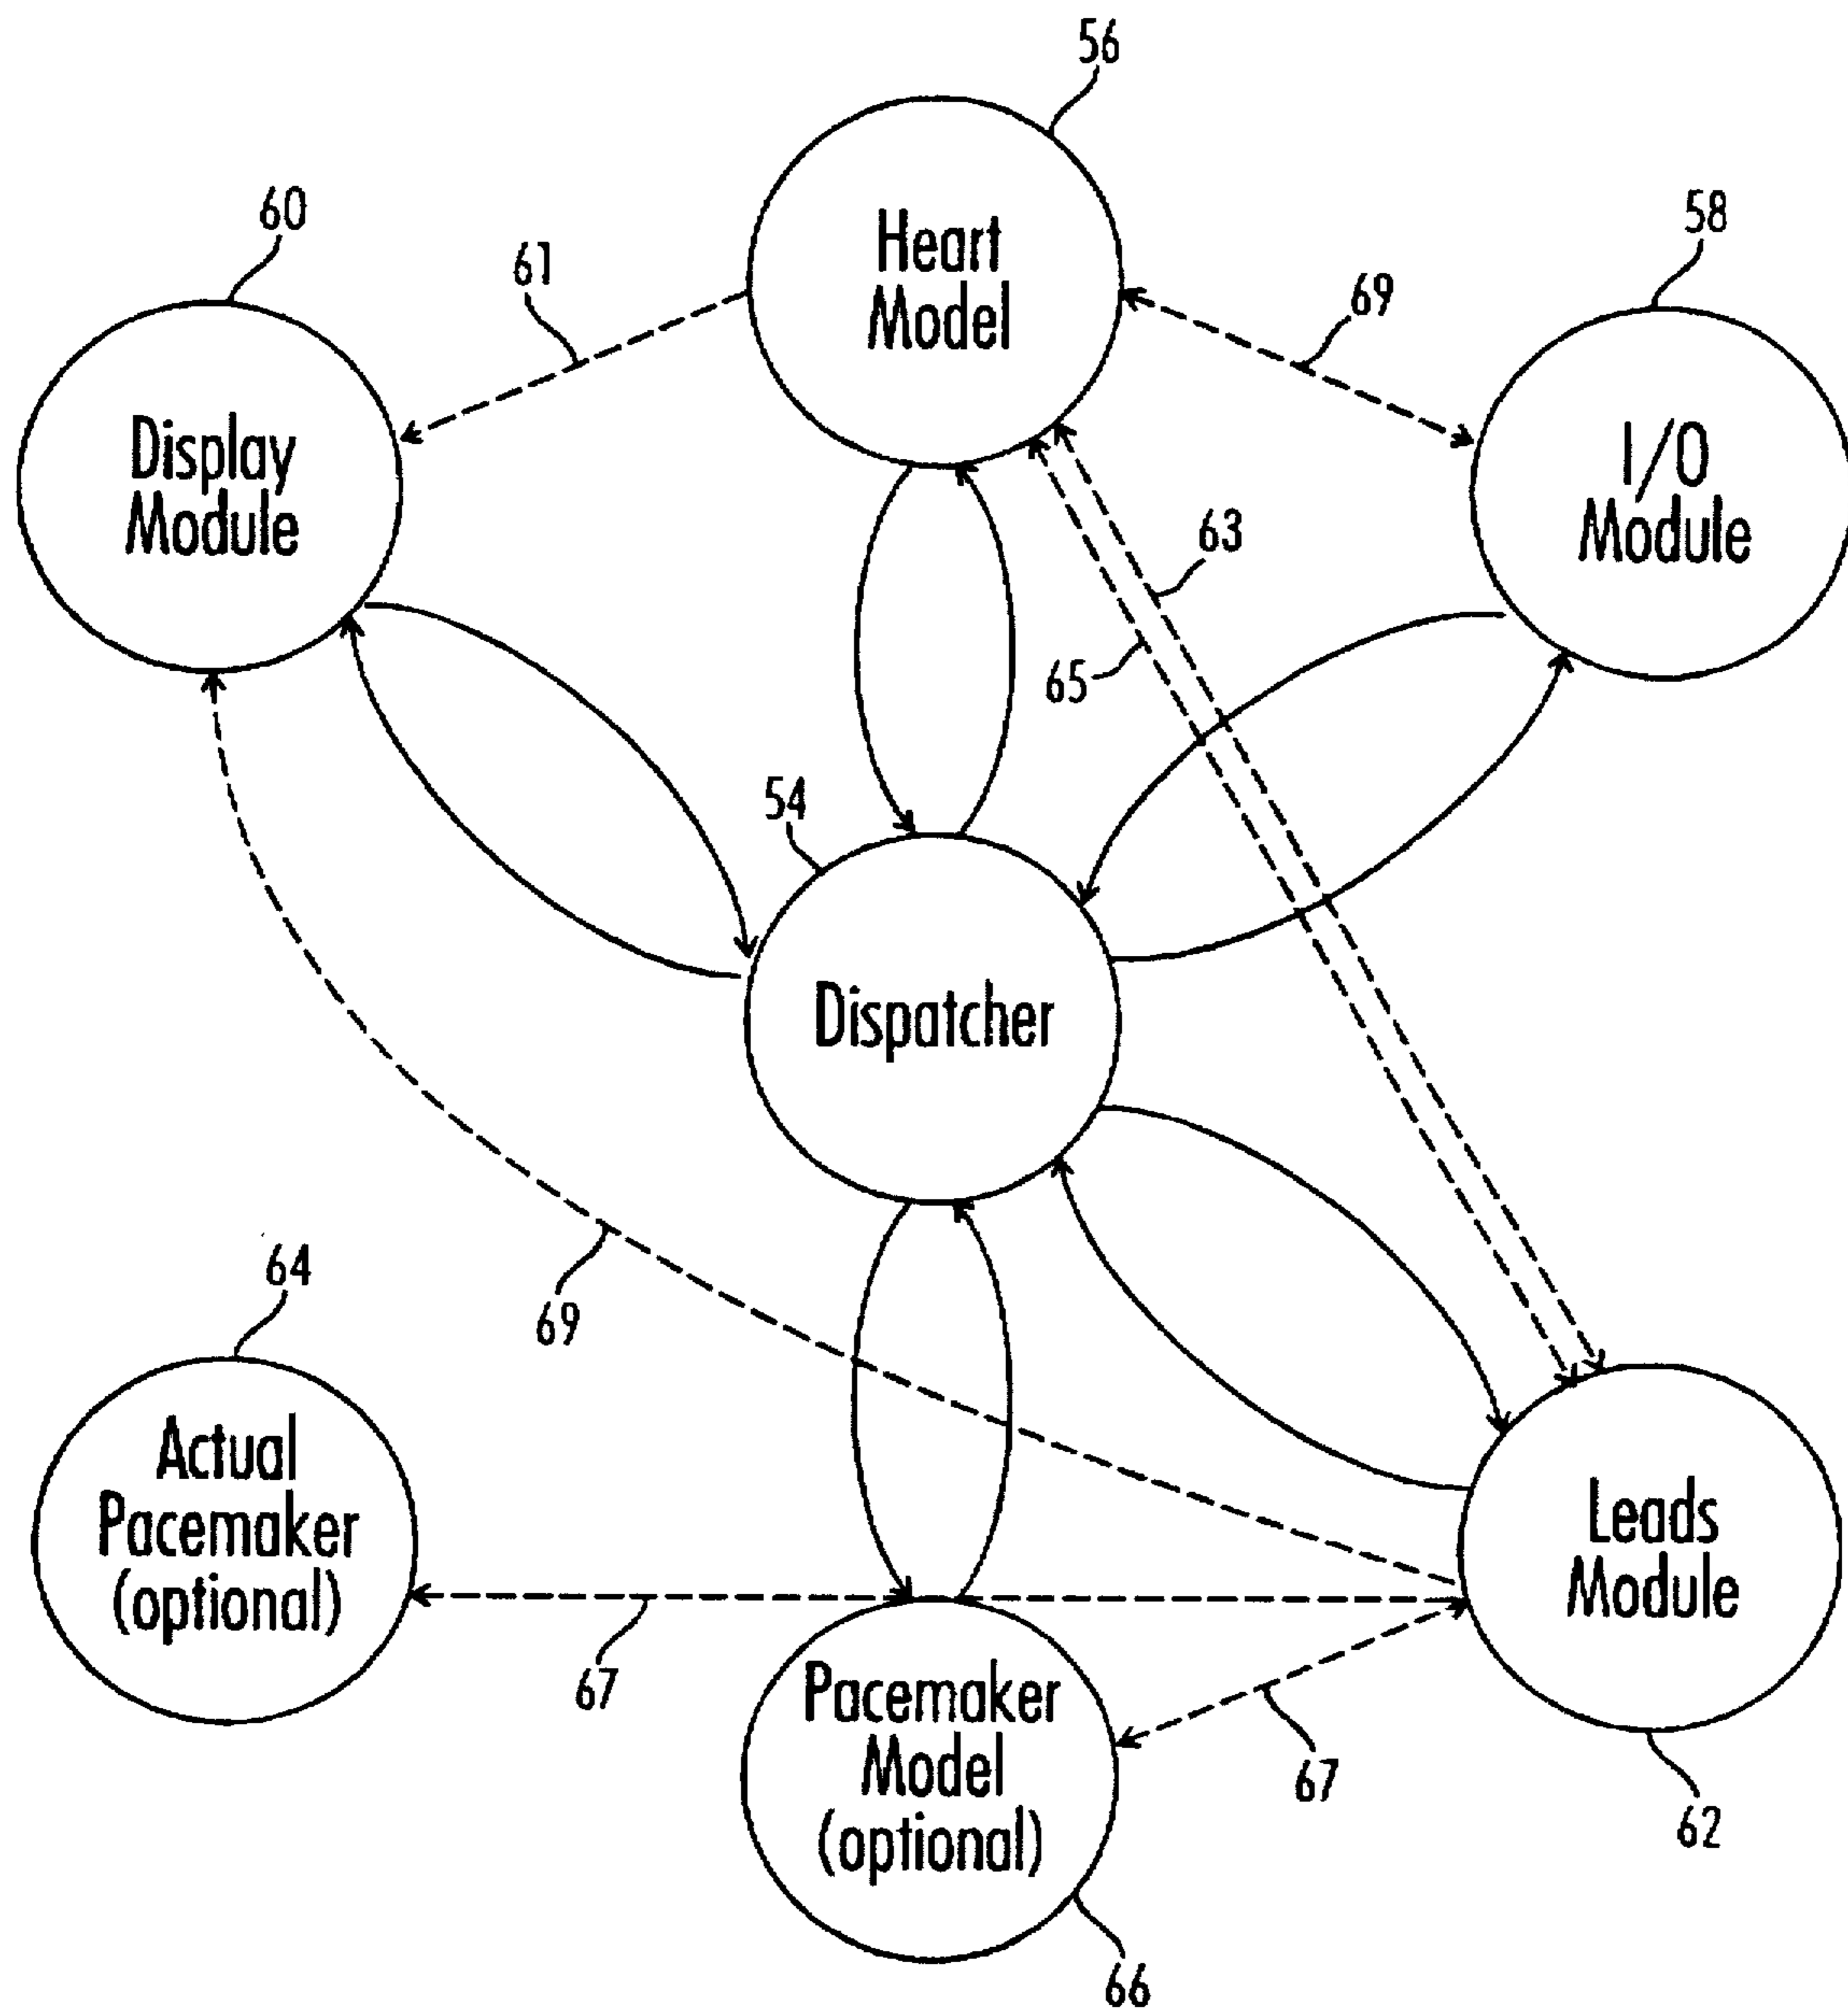 56
60
58
61
Heart
Model
69
Display
Module
I/O
Module
63
65
54
Dispatcher
64
69
Actual
Pacemaker
(optional)
Leads
Module
67
Pacemaker
Model
(optional)
67
62
66